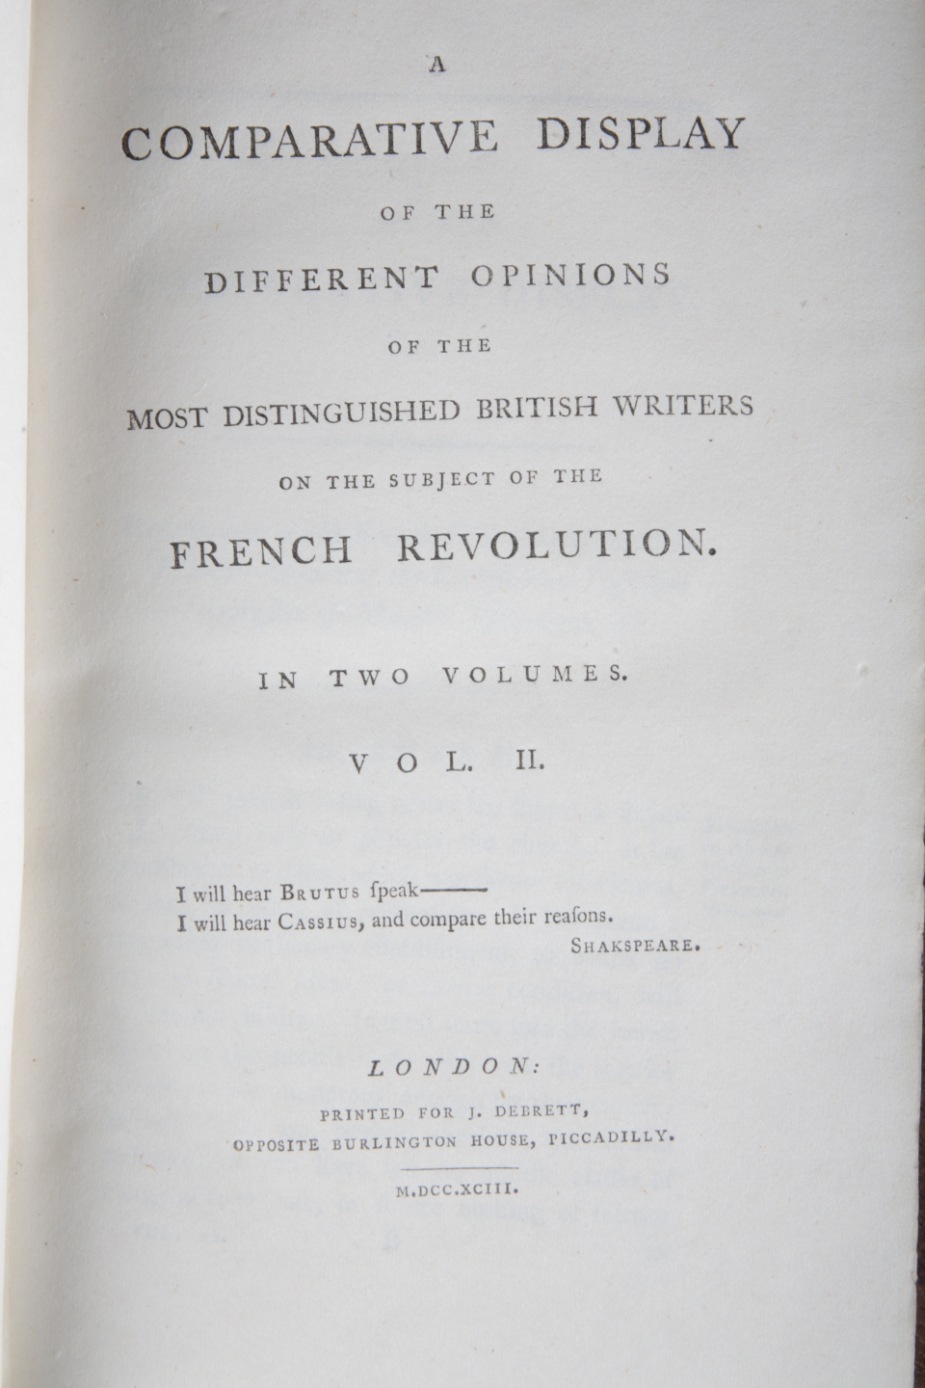 A
COMPARATIVE DISPLAY
OF THE
DIFFERENT OPINIONS
OF THE
MOST DISTINGUISHED BRITISH WRITERS
ON THE SUBJECT OF THE
FRENCH REVOLUTION.
IN TWO VOLUMES.
VOL. II.
I will hear BRUTUS ſpeak———
I will hear CASSIUS, and compare their reaſons.
SHAKSPEARE.
LONDON:
PRINTED FOR J. DEBRETT,
OPPOSITE BURLINGTON HOUSE, PICCADILLY.
M.DCC.XCIII.